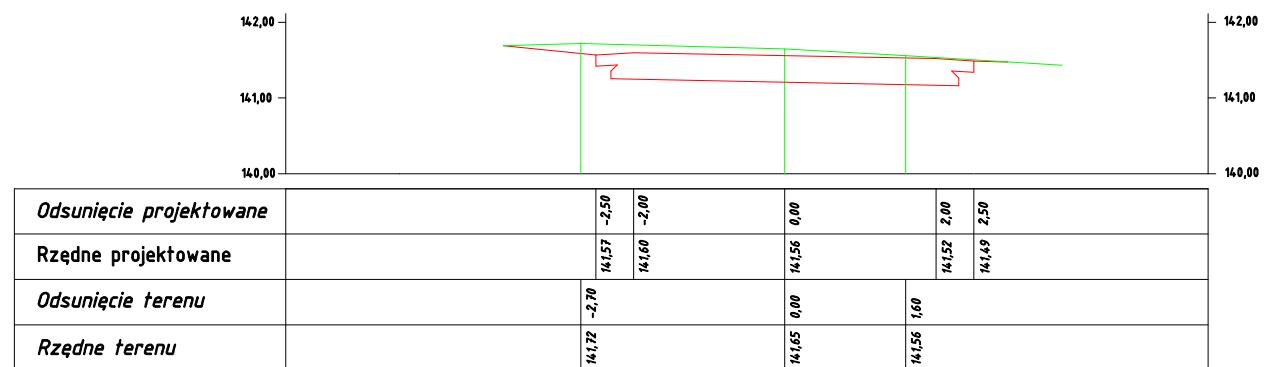 142,00 142,00
141,00 141,00
140,00 140,00
Odsunięcie projektowane -2,50 -2,00 0,00 2,00 2,50
Rzędne projektowane 141,57 141,60 141,56 141,52 141,49
Odsunięcie terenu -2,70 0,00 1,60
Rzędne terenu 141,72 141,65 141,56